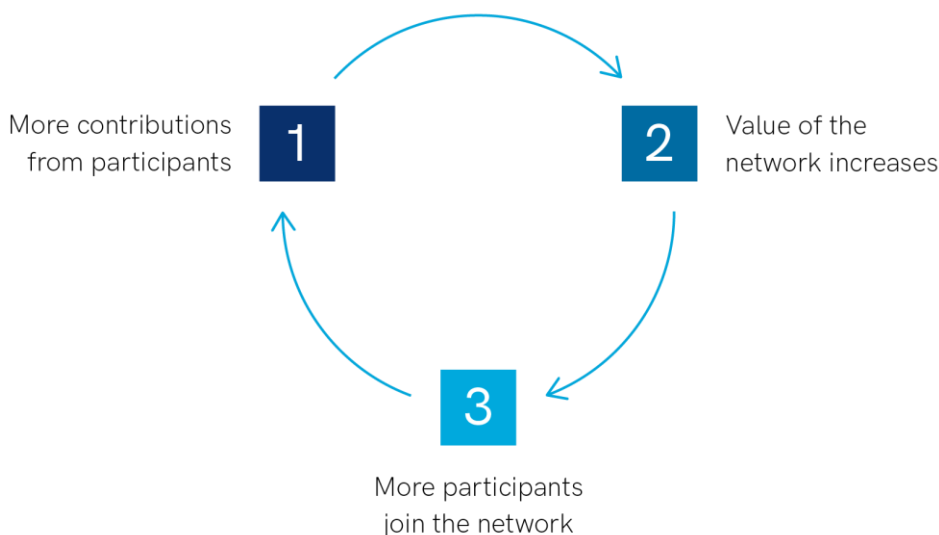 More contributions
from participants
1
2
Value of the
network increases
3
More participants
join the network